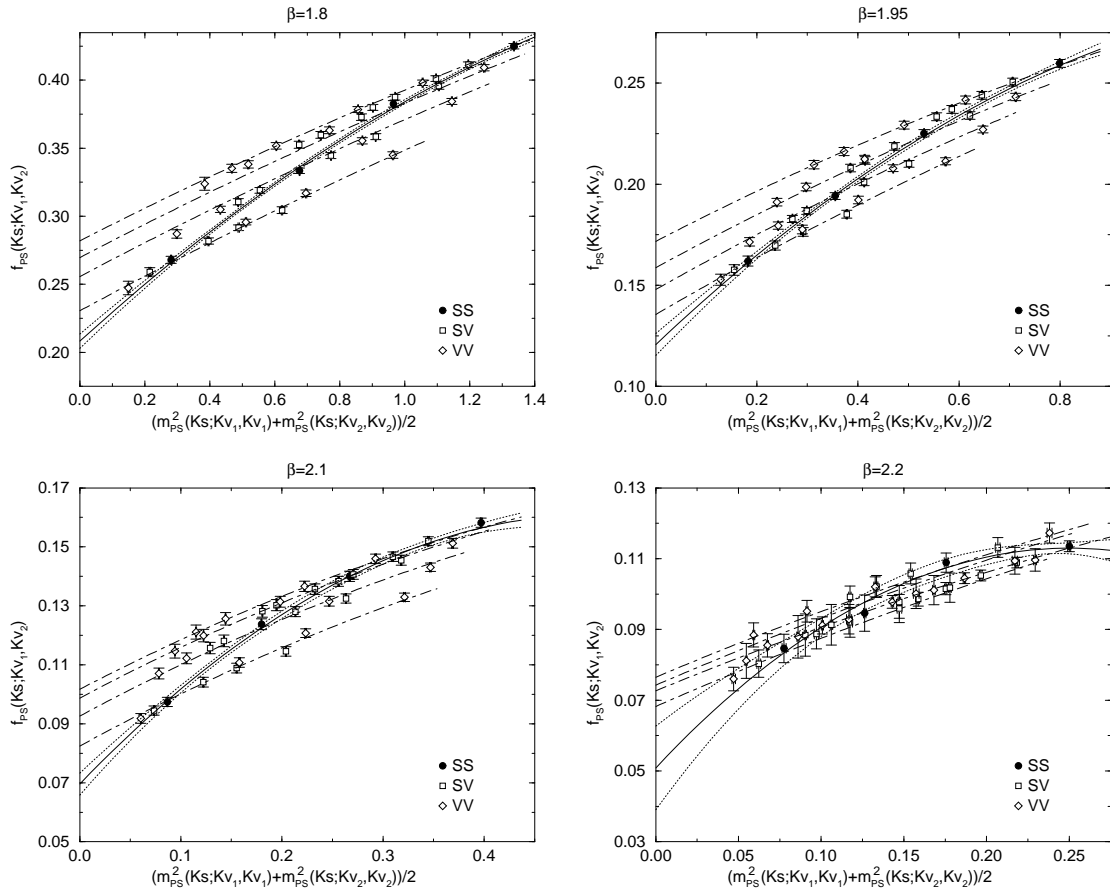 β=1.8
f_PS(Ks;Kv_1,Kv_2)
0.40
0.30
0.20
0.0 0.2 0.4 0.6 0.8 1.0 1.2 1.4
(m²_PS(Ks;Kv_1,Kv_1)+m²_PS(Ks;Kv_2,Kv_2))/2
SS
SV
VV
β=1.95
f_PS(Ks;Kv_1,Kv_2)
0.25
0.20
0.15
0.10
0.0 0.2 0.4 0.6 0.8
(m²_PS(Ks;Kv_1,Kv_1)+m²_PS(Ks;Kv_2,Kv_2))/2
SS
SV
VV
β=2.1
f_PS(Ks;Kv_1,Kv_2)
0.17
0.15
0.13
0.11
0.09
0.07
0.05
0.0 0.1 0.2 0.3 0.4
(m²_PS(Ks;Kv_1,Kv_1)+m²_PS(Ks;Kv_2,Kv_2))/2
SS
SV
VV
β=2.2
f_PS(Ks;Kv_1,Kv_2)
0.13
0.11
0.09
0.07
0.05
0.03
0.00 0.05 0.10 0.15 0.20 0.25
(m²_PS(Ks;Kv_1,Kv_1)+m²_PS(Ks;Kv_2,Kv_2))/2
SS
SV
VV